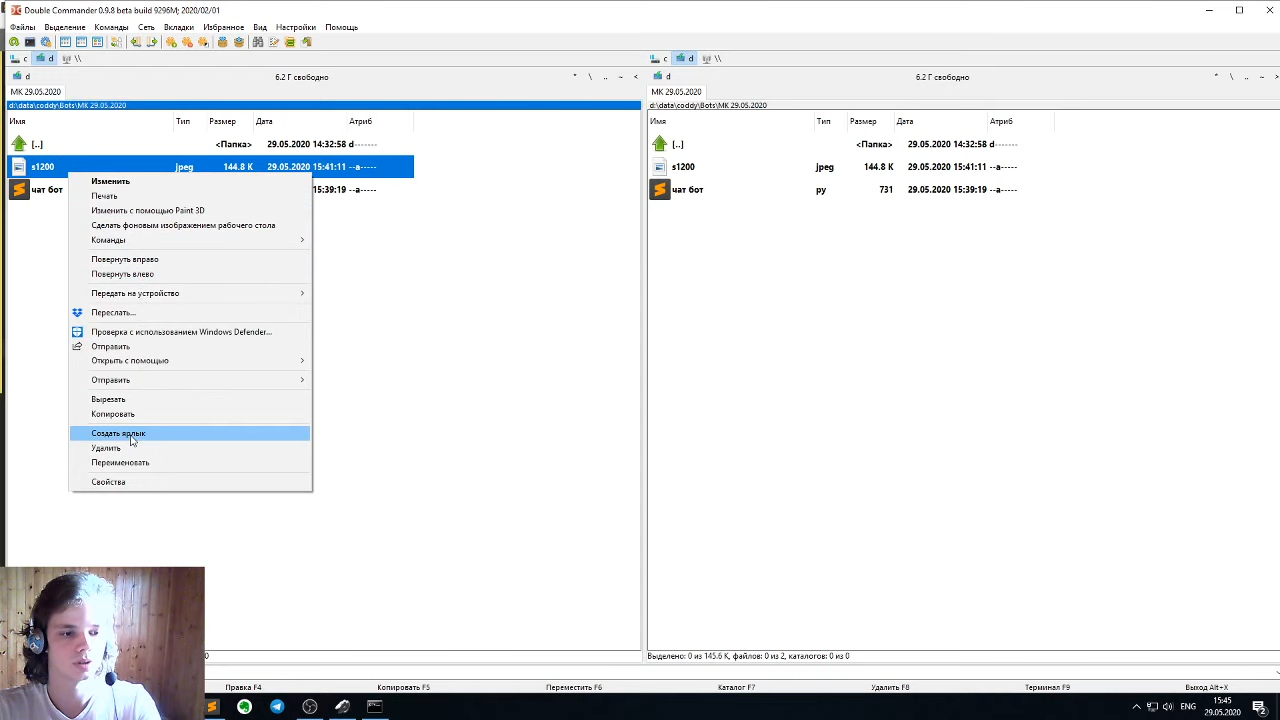 Double Commander 0.9.8 beta build 9296M; 2020/02/01
Файлы Выделение Команды Сеть Вкладки Избранное Вид Настройки Помощь
c d \\ c d \\
d 6.2 Г свободно * \ .. ~ < d 6.2 Г свободно * \ .. ~ >
МК 29.05.2020 МК 29.05.2020
d:\data\coddy\Bots\МК 29.05.2020 d:\data\coddy\Bots\МК 29.05.2020
Имя Тип Размер Дата Атриб Имя Тип Размер Дата Атриб
[..] <Папка> 29.05.2020 14:32:58 d------- [..] <Папка> 29.05.2020 14:32:58 d-------
s1200 jpeg 144.8 K 29.05.2020 15:41:11 --a----- s1200 jpeg 144.8 K 29.05.2020 15:41:11 --a-----
чат бот 15:39:19 --a----- чат бот py 731 29.05.2020 15:39:19 --a-----
Изменить
Печать
Изменить с помощью Paint 3D
Сделать фоновым изображением рабочего стола
Команды
Повернуть вправо
Повернуть влево
Передать на устройство
Переслать...
Проверка с использованием Windows Defender...
Отправить
Открыть с помощью
Отправить
Вырезать
Копировать
Создать ярлык
Удалить
Переименовать
Свойства
Выделено: 0 из 145.6 K, файлов: 0 из 2, каталогов: 0 из 0
Правка F4 Копировать F5 Переместить F6 Каталог F7 Удалить F8 Терминал F9 Выход Alt+X
ENG 15:45
29.05.2020